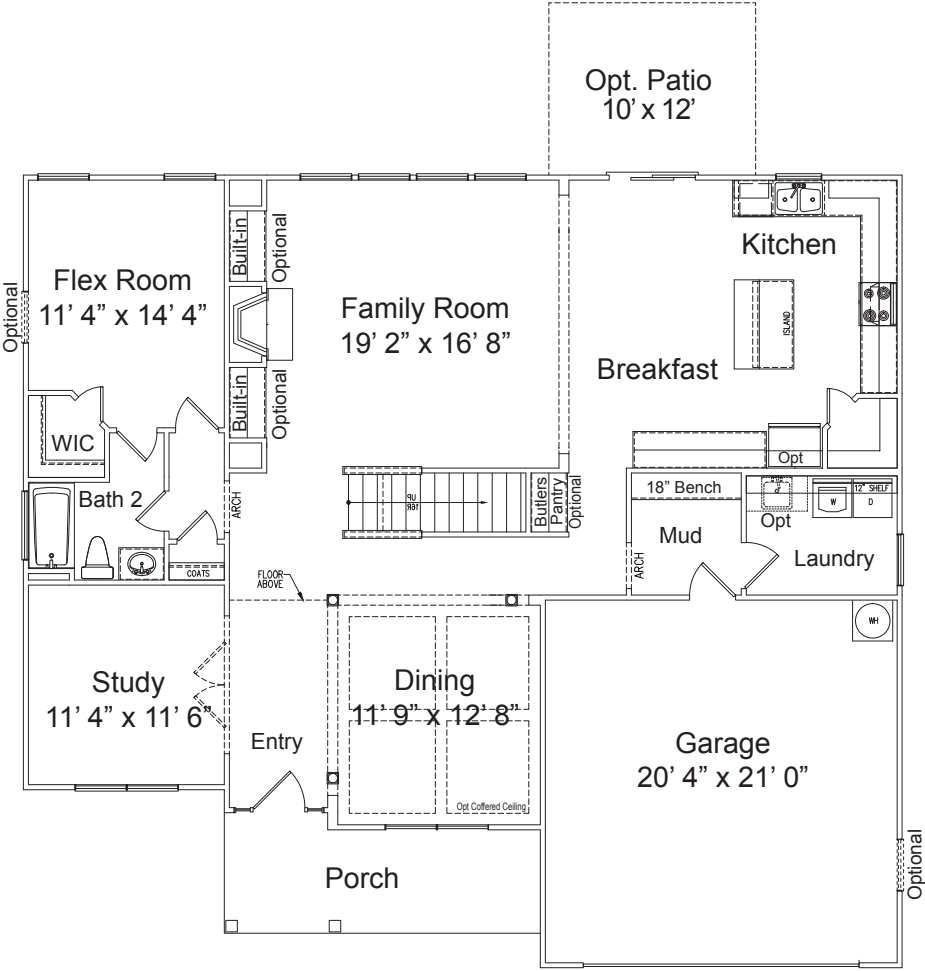 Opt. Patio
10’ x 12’
Flex Room
11’ 4” x 14’ 4”
Optional
Built-in
Optional
Built-in
Optional
Family Room
19’ 2” x 16’ 8”
Kitchen
ISLAND
Breakfast
Opt
WIC
Bath 2
ARCH
COATS
UP
16R
Butlers
Pantry
Optional
18” Bench
Mud
ARCH
Opt
W
12" SHELF
D
Laundry
FLOOR
ABOVE
WH
Study
11’ 4” x 11’ 6”
Entry
Dining
11’ 9” x 12’ 8”
Opt Coffered Ceiling
Garage
20’ 4” x 21’ 0”
Optional
Porch